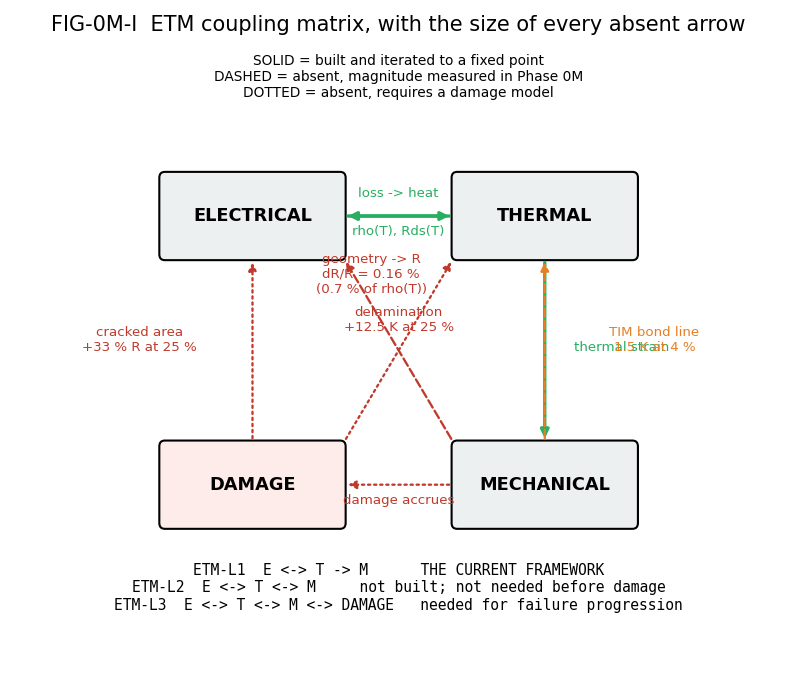 FIG-0M-I  ETM coupling matrix, with the size of every absent arrow
SOLID = built and iterated to a fixed point
DASHED = absent, magnitude measured in Phase 0M
DOTTED = absent, requires a damage model
ELECTRICAL
loss -> heat
rho(T), Rds(T)
THERMAL
geometry -> R
dR/R = 0.16 %
(0.7 % of rho(T))
delamination
+12.5 K at 25 %
cracked area
+33 % R at 25 %
TIM bond line
thermal strain
at 4 %
DAMAGE
damage accrues
MECHANICAL
ETM-L1  E <-> T -> M      THE CURRENT FRAMEWORK
ETM-L2  E <-> T <-> M     not built; not needed before damage
ETM-L3  E <-> T <-> M <-> DAMAGE   needed for failure progression